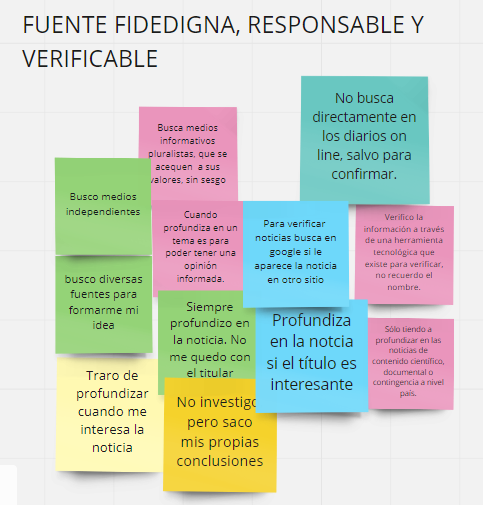 FUENTE FIDEDIGNA, RESPONSABLE Y
VERIFICABLE
No busca
directamente en
los diarios on
line, salvo para
confirmar.
Busca medios
informativos
pluralistas, que se
acequen a sus
valores, sin sesgo
Busco medios
independientes
Cuando
profundiza en un
tema es para
poder tener una
opinión
informada.
Para verificar
noticias busca en
google si le
aparece la noticia
en otro sitio
Verifico la
información a través
de una herramienta
tecnológica que
existe para verificar,
no recuerdo el
nombre.
busco diversas
fuentes para
formarme mi
idea
Siempre
profundizo en
la noticia. No
me quedo con
el titular
Profundiza
en la notcia
si el título es
interesante
Sólo tiendo a
profundizar en las
noticias de
contenido científico,
documental o
contingencia a nivel
país.
Traro de
profundizar
cuando me
interesa la
noticia
No investigo
pero saco
mis propias
conclusiones